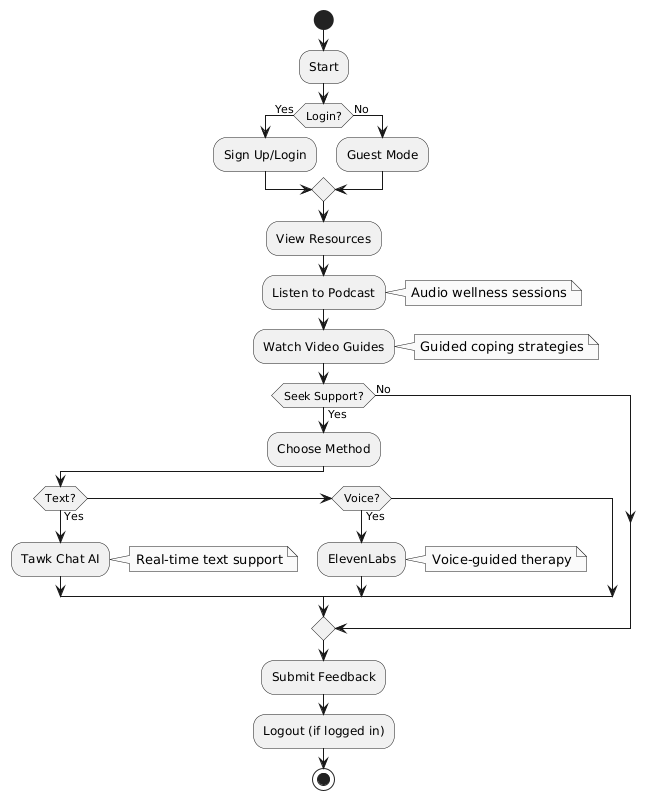 Start
Yes
Login?
No
Sign Up/Login
Guest Mode
View Resources
Listen to Podcast
Audio wellness sessions
Watch Video Guides
Guided coping strategies
Seek Support?
No
Yes
Choose Method
Text?
Voice?
Yes
Yes
Tawk Chat AI
Real-time text support
ElevenLabs
Voice-guided therapy
Submit Feedback
Logout (if logged in)